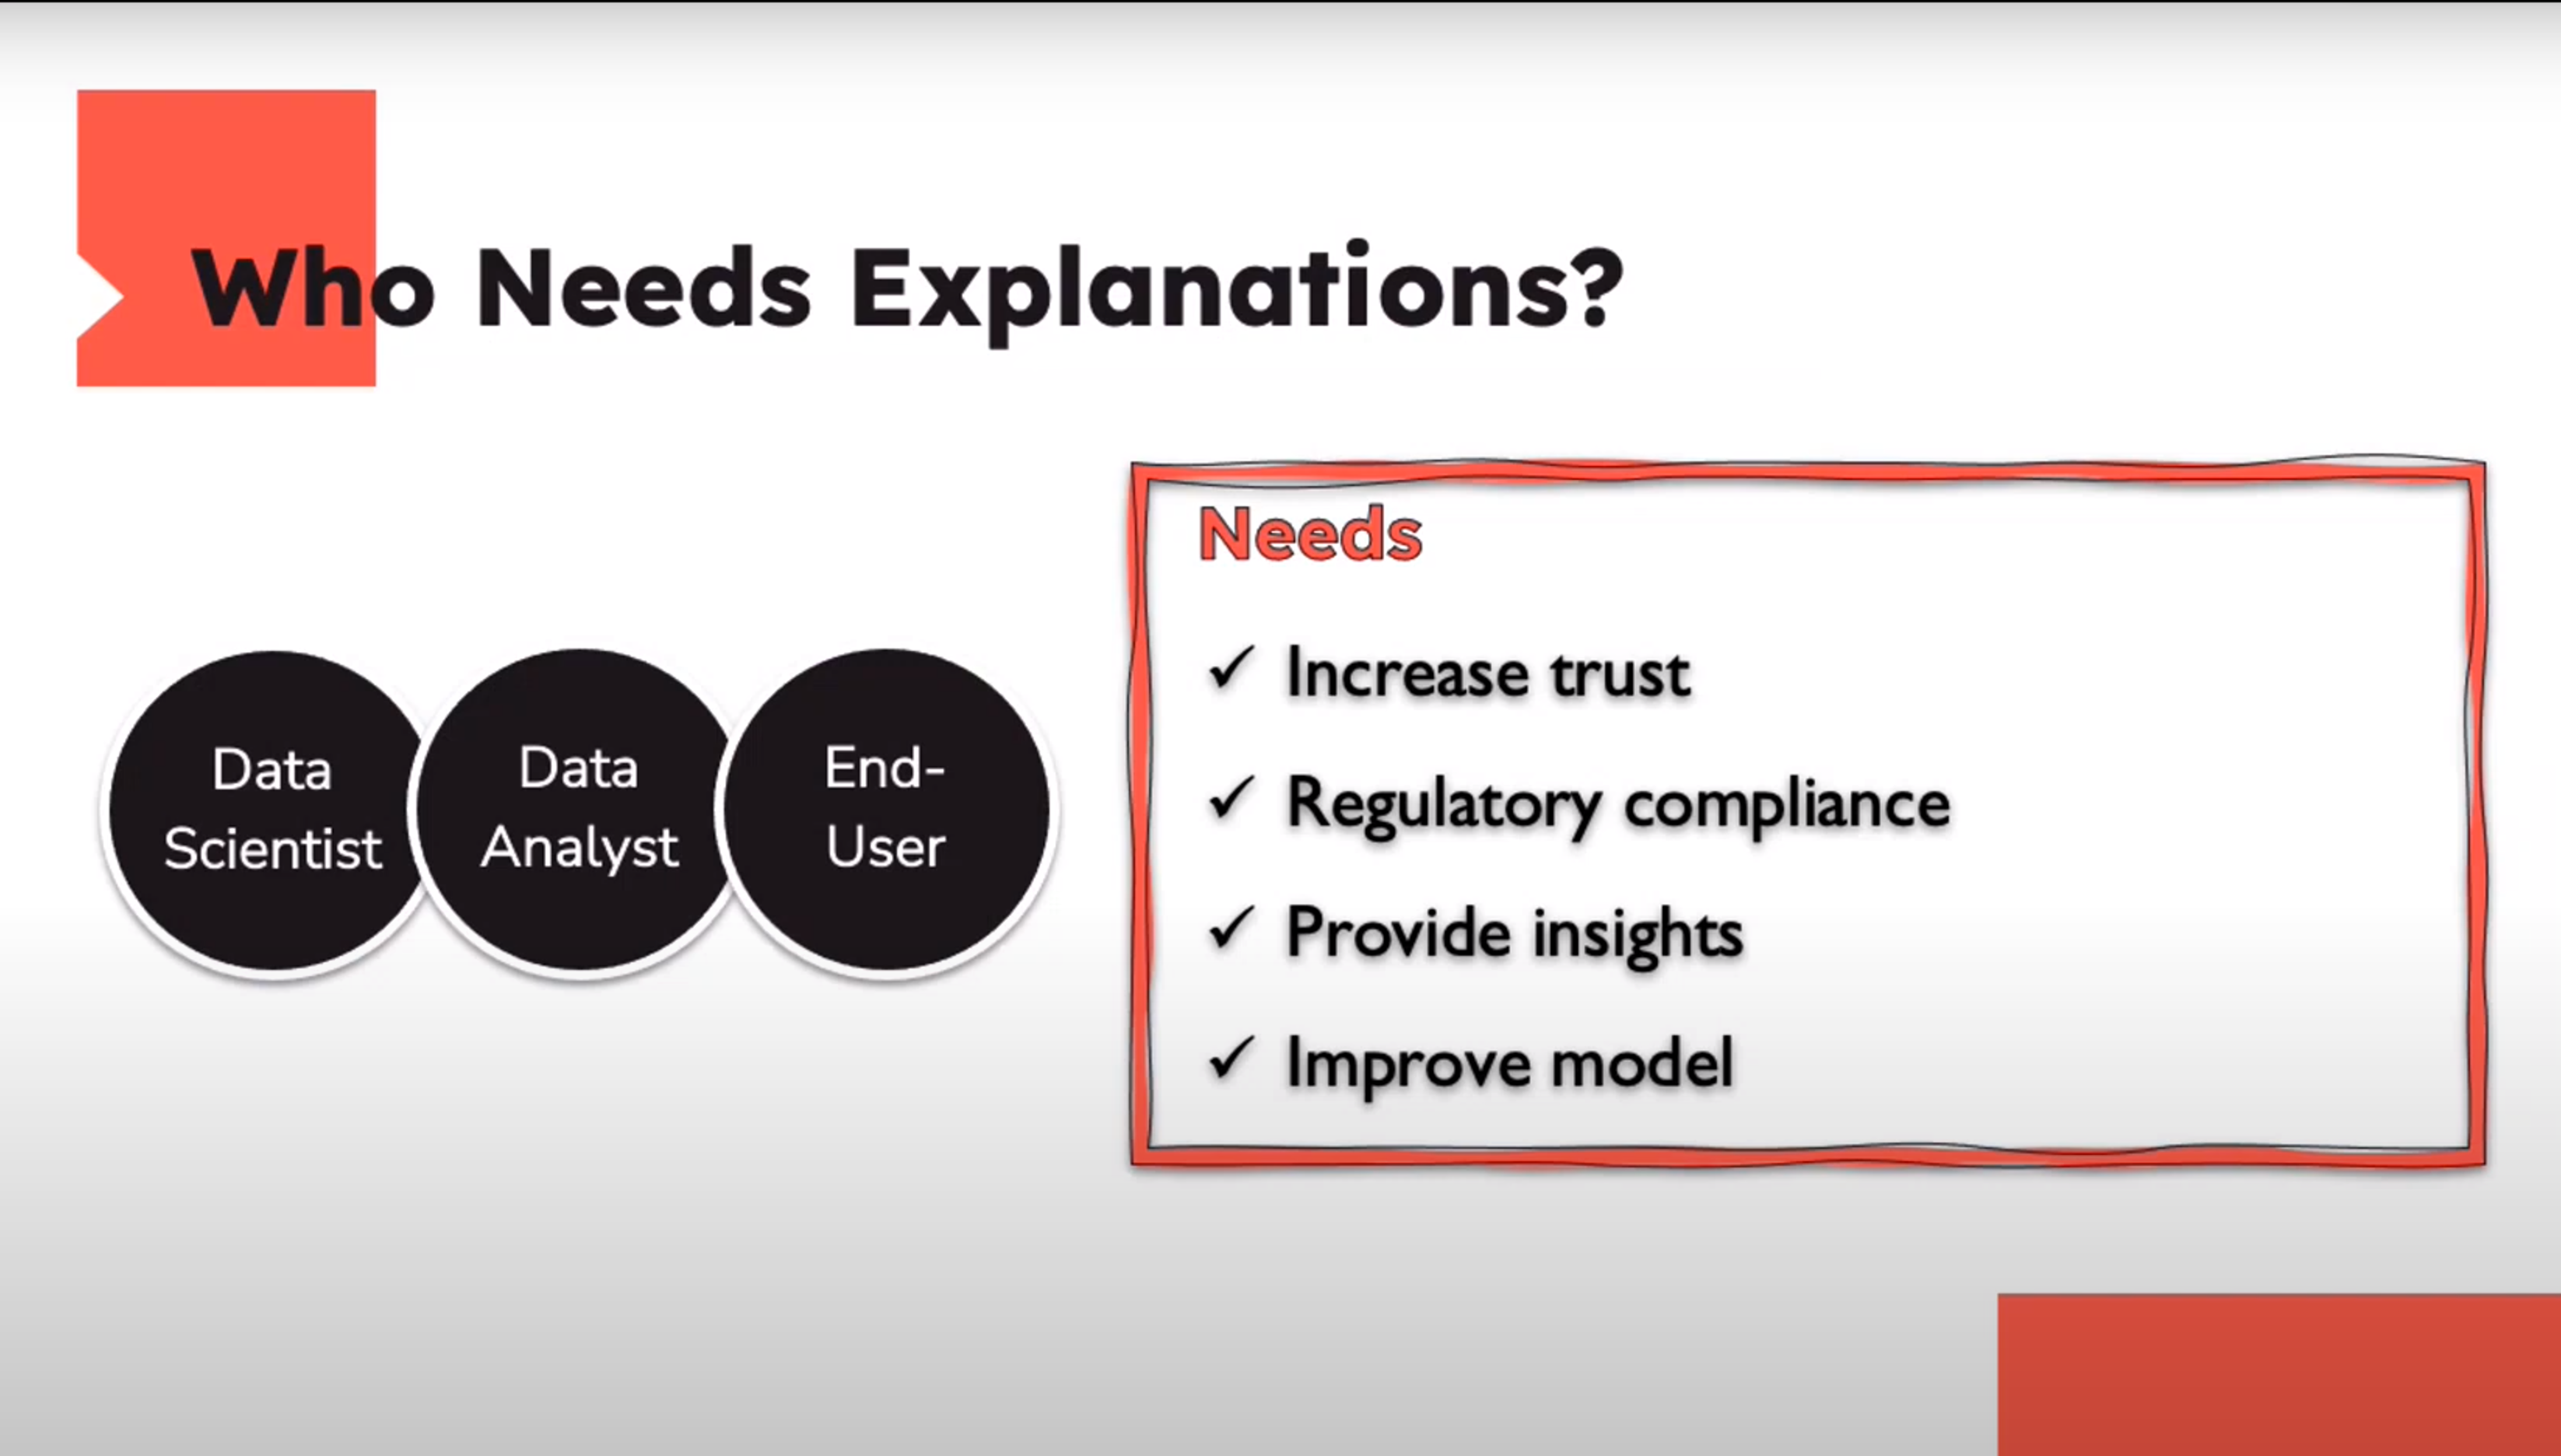 Who Needs Explanations?
Data
Scientist
Data
Analyst
End-
User
Needs
✓ Increase trust
✓ Regulatory compliance
✓ Provide insights
✓ Improve model